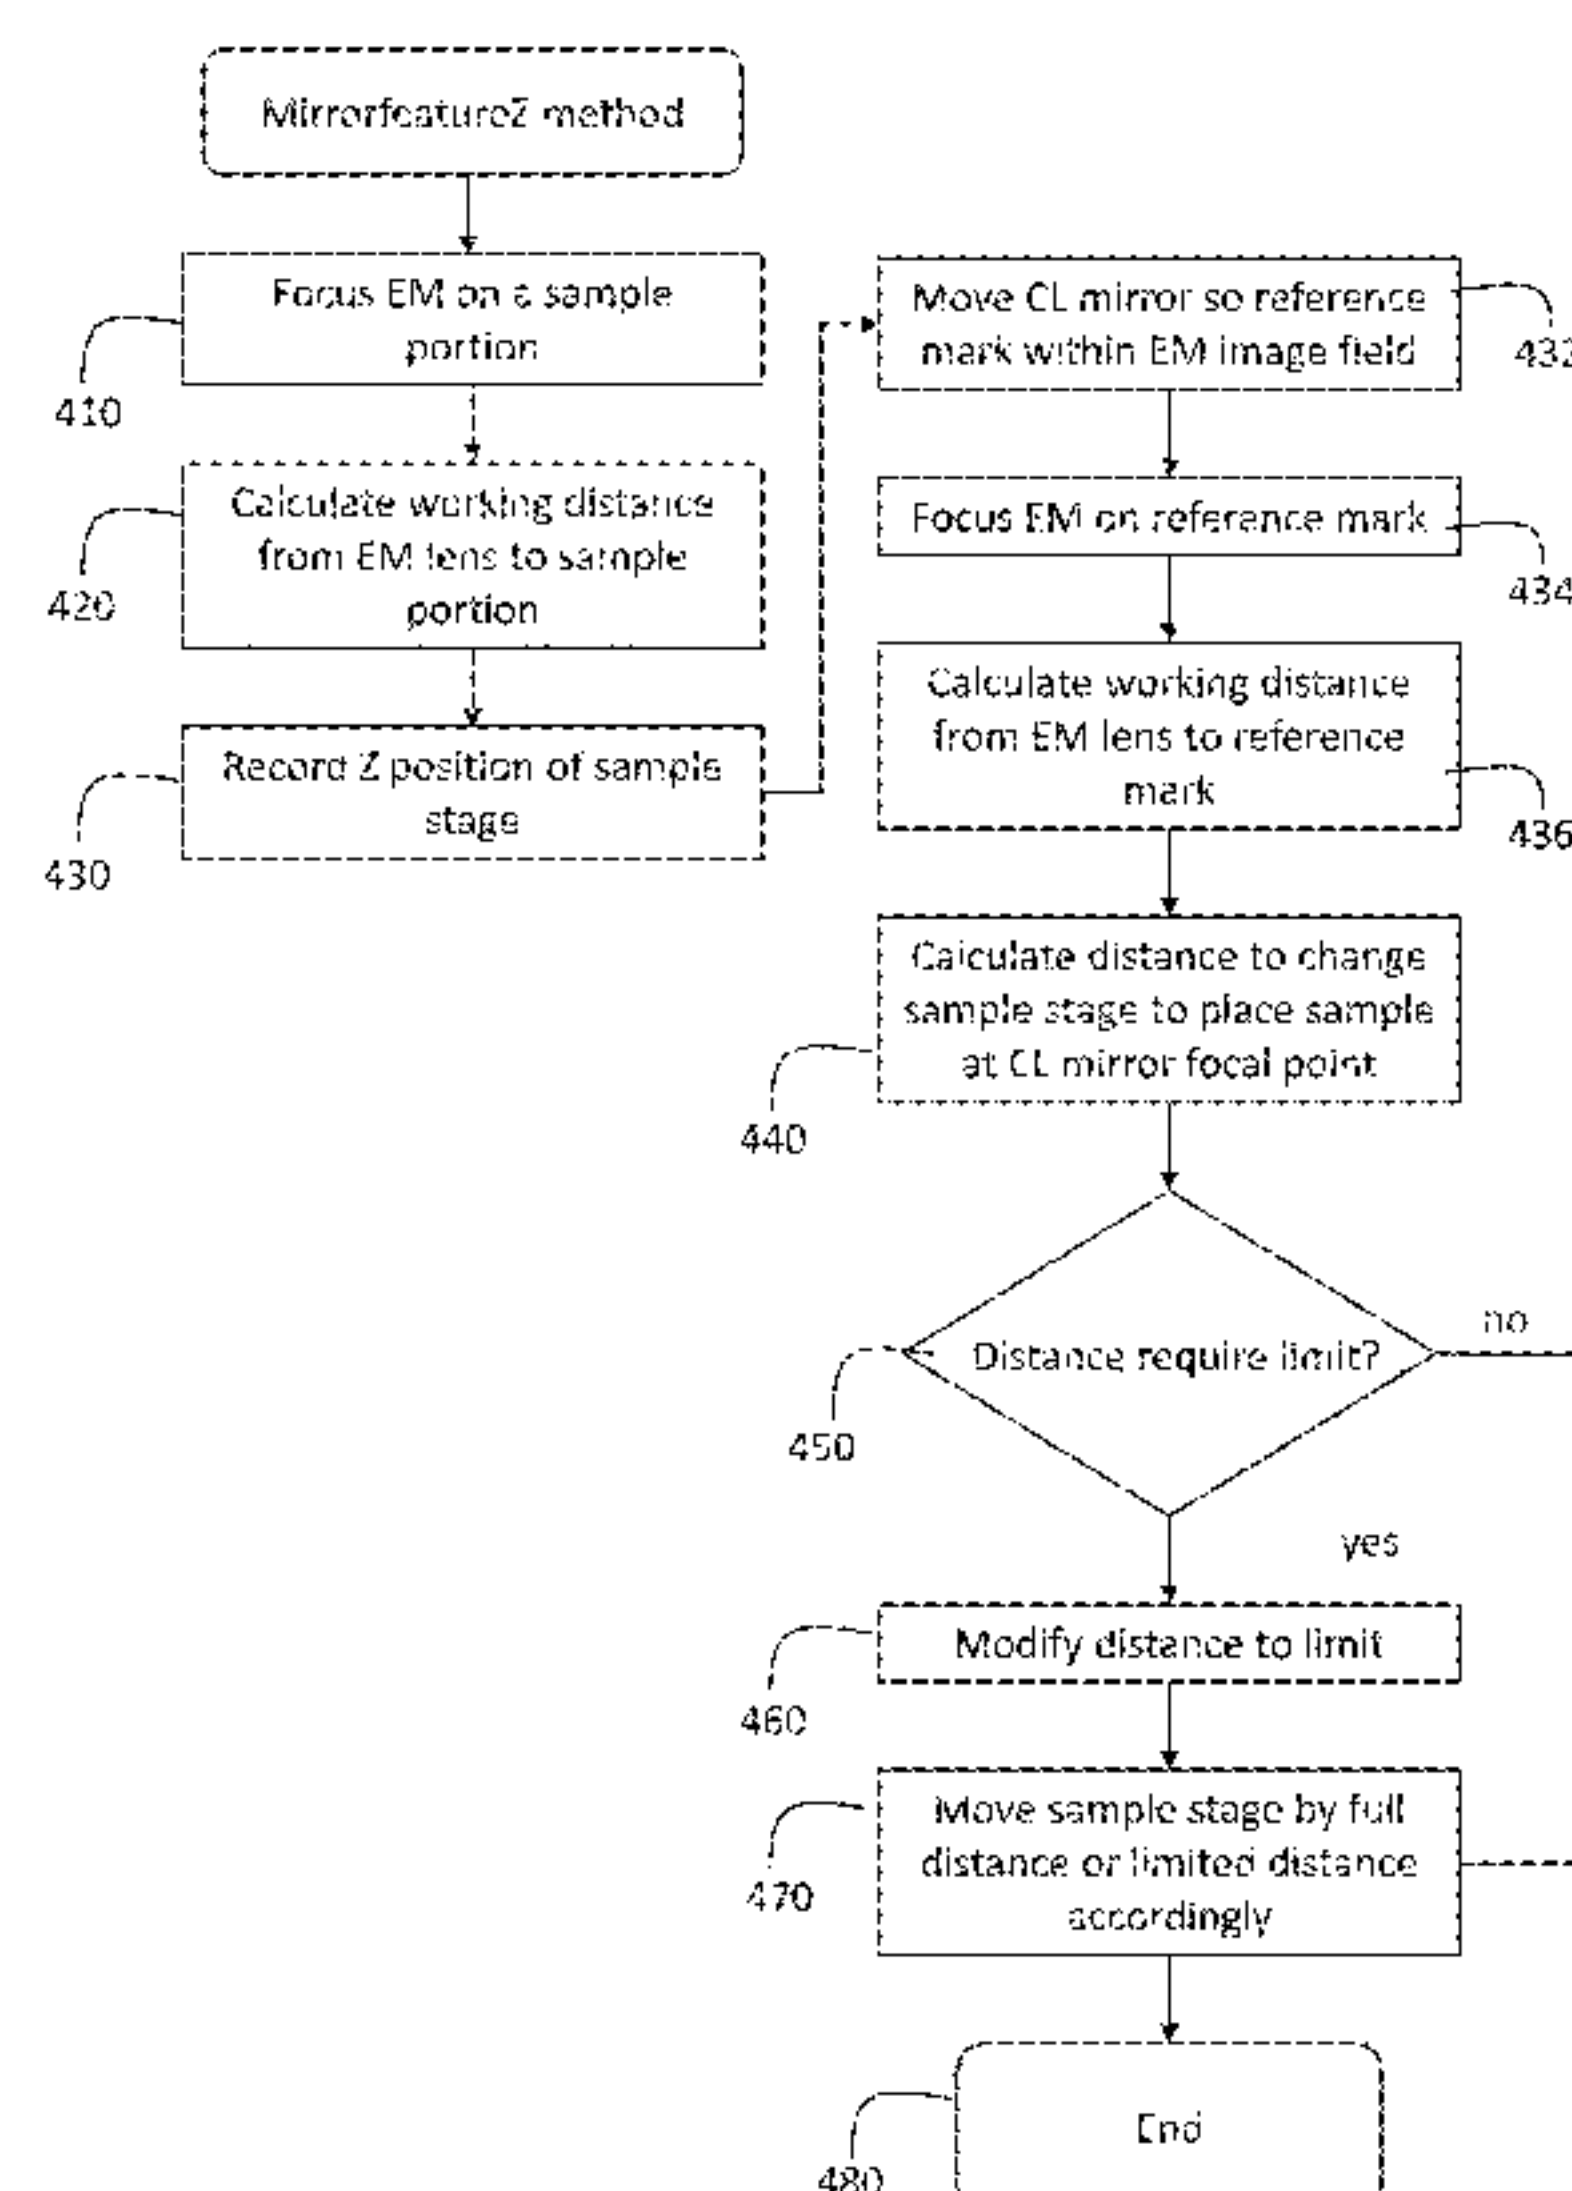 MirrorfeatureZ method
Focus EM on a sample
portion
410
Calculate working distance
from EM lens to sample
portion
420
Record Z position of sample
stage
430
Move CL mirror so reference
mark within EM image field
432
Focus EM on reference mark
434
Calculate working distance
from EM lens to reference
mark
436
Calculate distance to change
sample stage to place sample
at CL mirror focal point
440
Distance require limit?
no
450
yes
Modify distance to limit
460
Move sample stage by full
distance or limited distance
accordingly
470
End
480